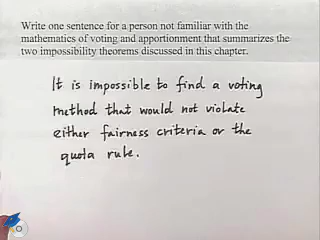 Write one sentence for a person not familiar with the
mathematics of voting and apportionment that summarizes the
two impossibility theorems discussed in this chapter.
It is impossible to find a voting
method that would not violate
either fairness criteria or the
quota rule.